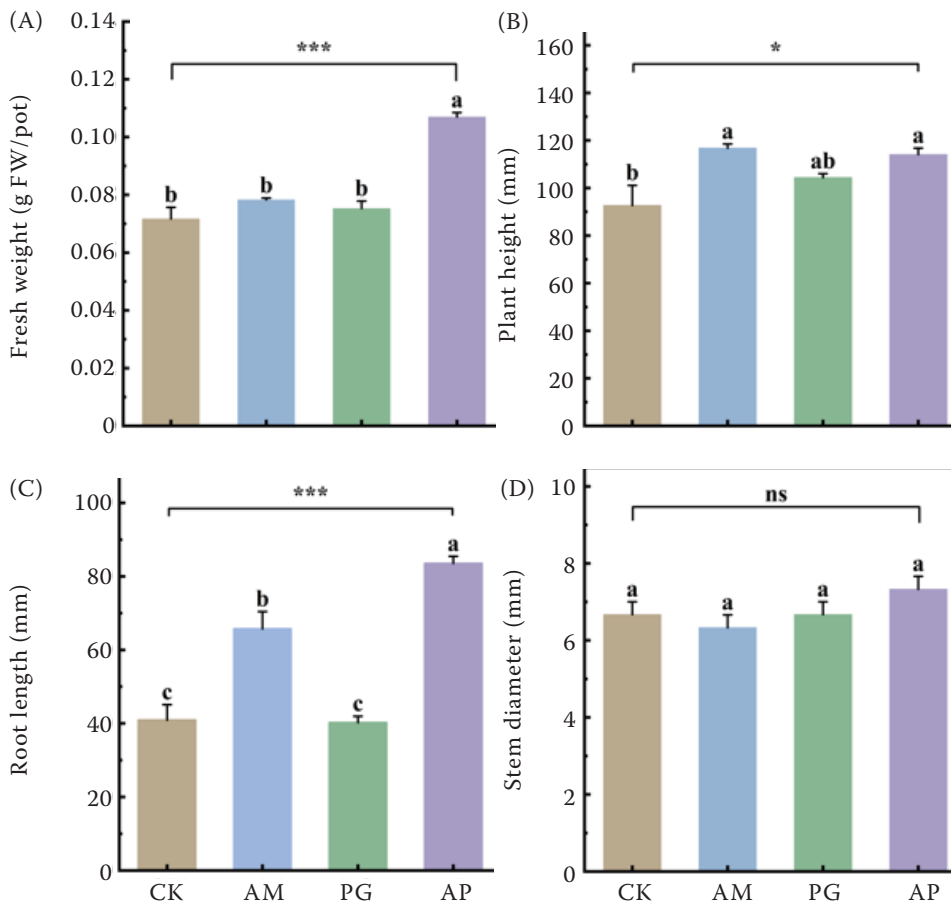 (A)
Fresh weight (g FW/pot)
0.14
0.12
0.10
0.08
0.06
0.04
0.02
0
***
b
b
b
a
(B)
Plant height (mm)
160
140
120
100
80
60
40
20
0
*
b
a
ab
a
(C)
Root length (mm)
100
80
60
40
20
0
***
c
b
c
a
CK AM PG AP
(D)
Stem diameter (mm)
10
8
6
4
2
0
ns
a
a
a
a
CK AM PG AP